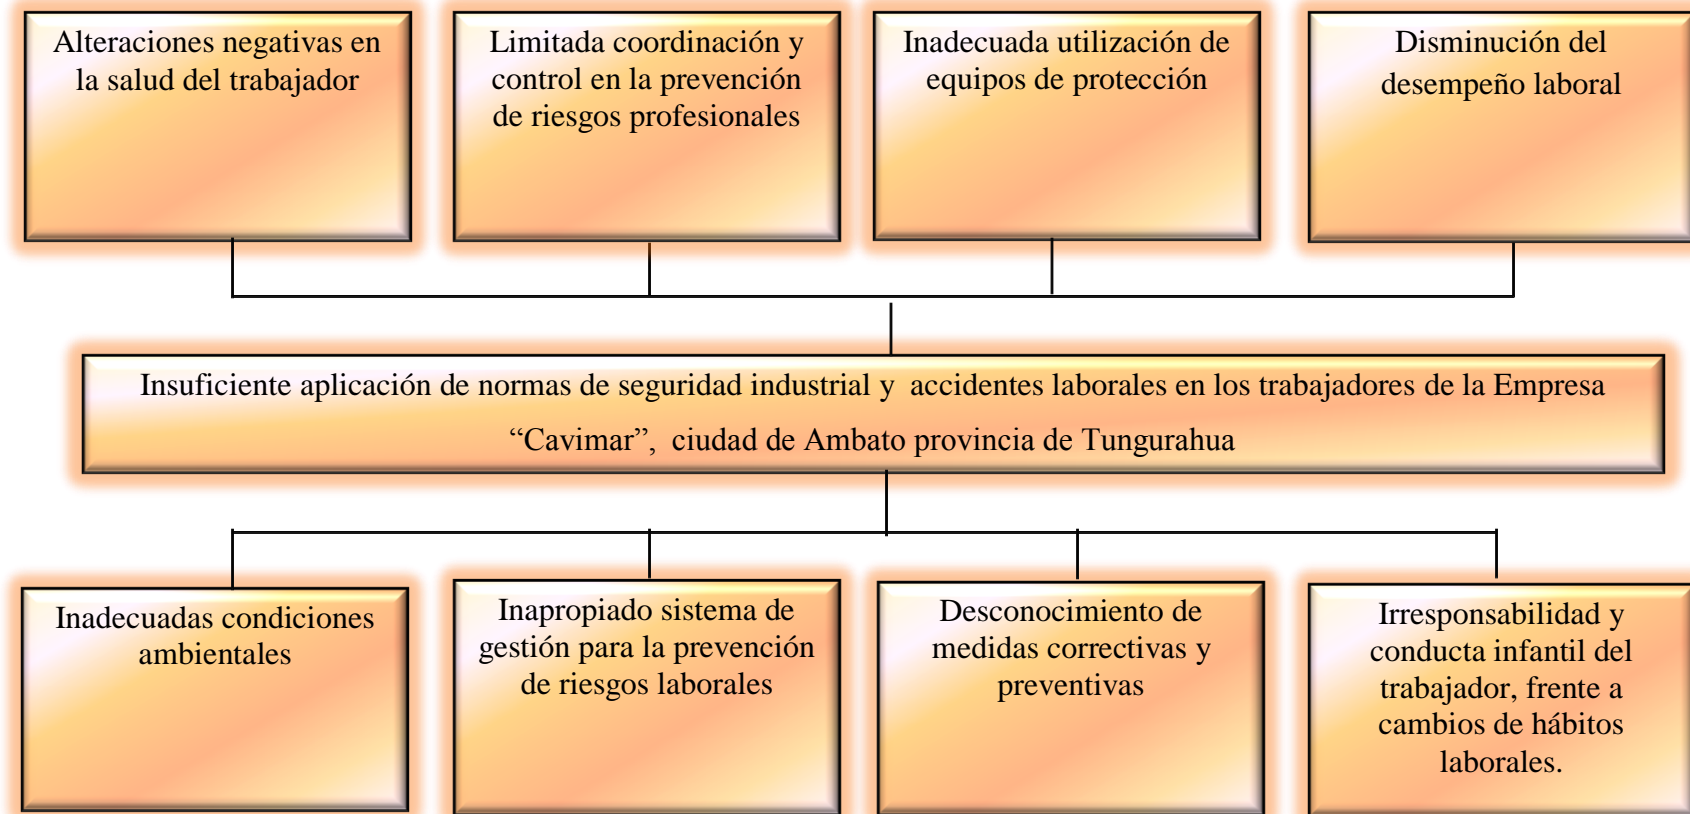 Alteraciones negativas en
la salud del trabajador
Limitada coordinación y
control en la prevención
de riesgos profesionales
Inadecuada utilización de
equipos de protección
Disminución del
desempeño laboral
Insuficiente aplicación de normas de seguridad industrial y accidentes laborales en los trabajadores de la Empresa
“Cavimar”, ciudad de Ambato provincia de Tungurahua
Inadecuadas condiciones
ambientales
Inapropiado sistema de
gestión para la prevención
de riesgos laborales
Desconocimiento de
medidas correctivas y
preventivas
Irresponsabilidad y
conducta infantil del
trabajador, frente a
cambios de hábitos
laborales.